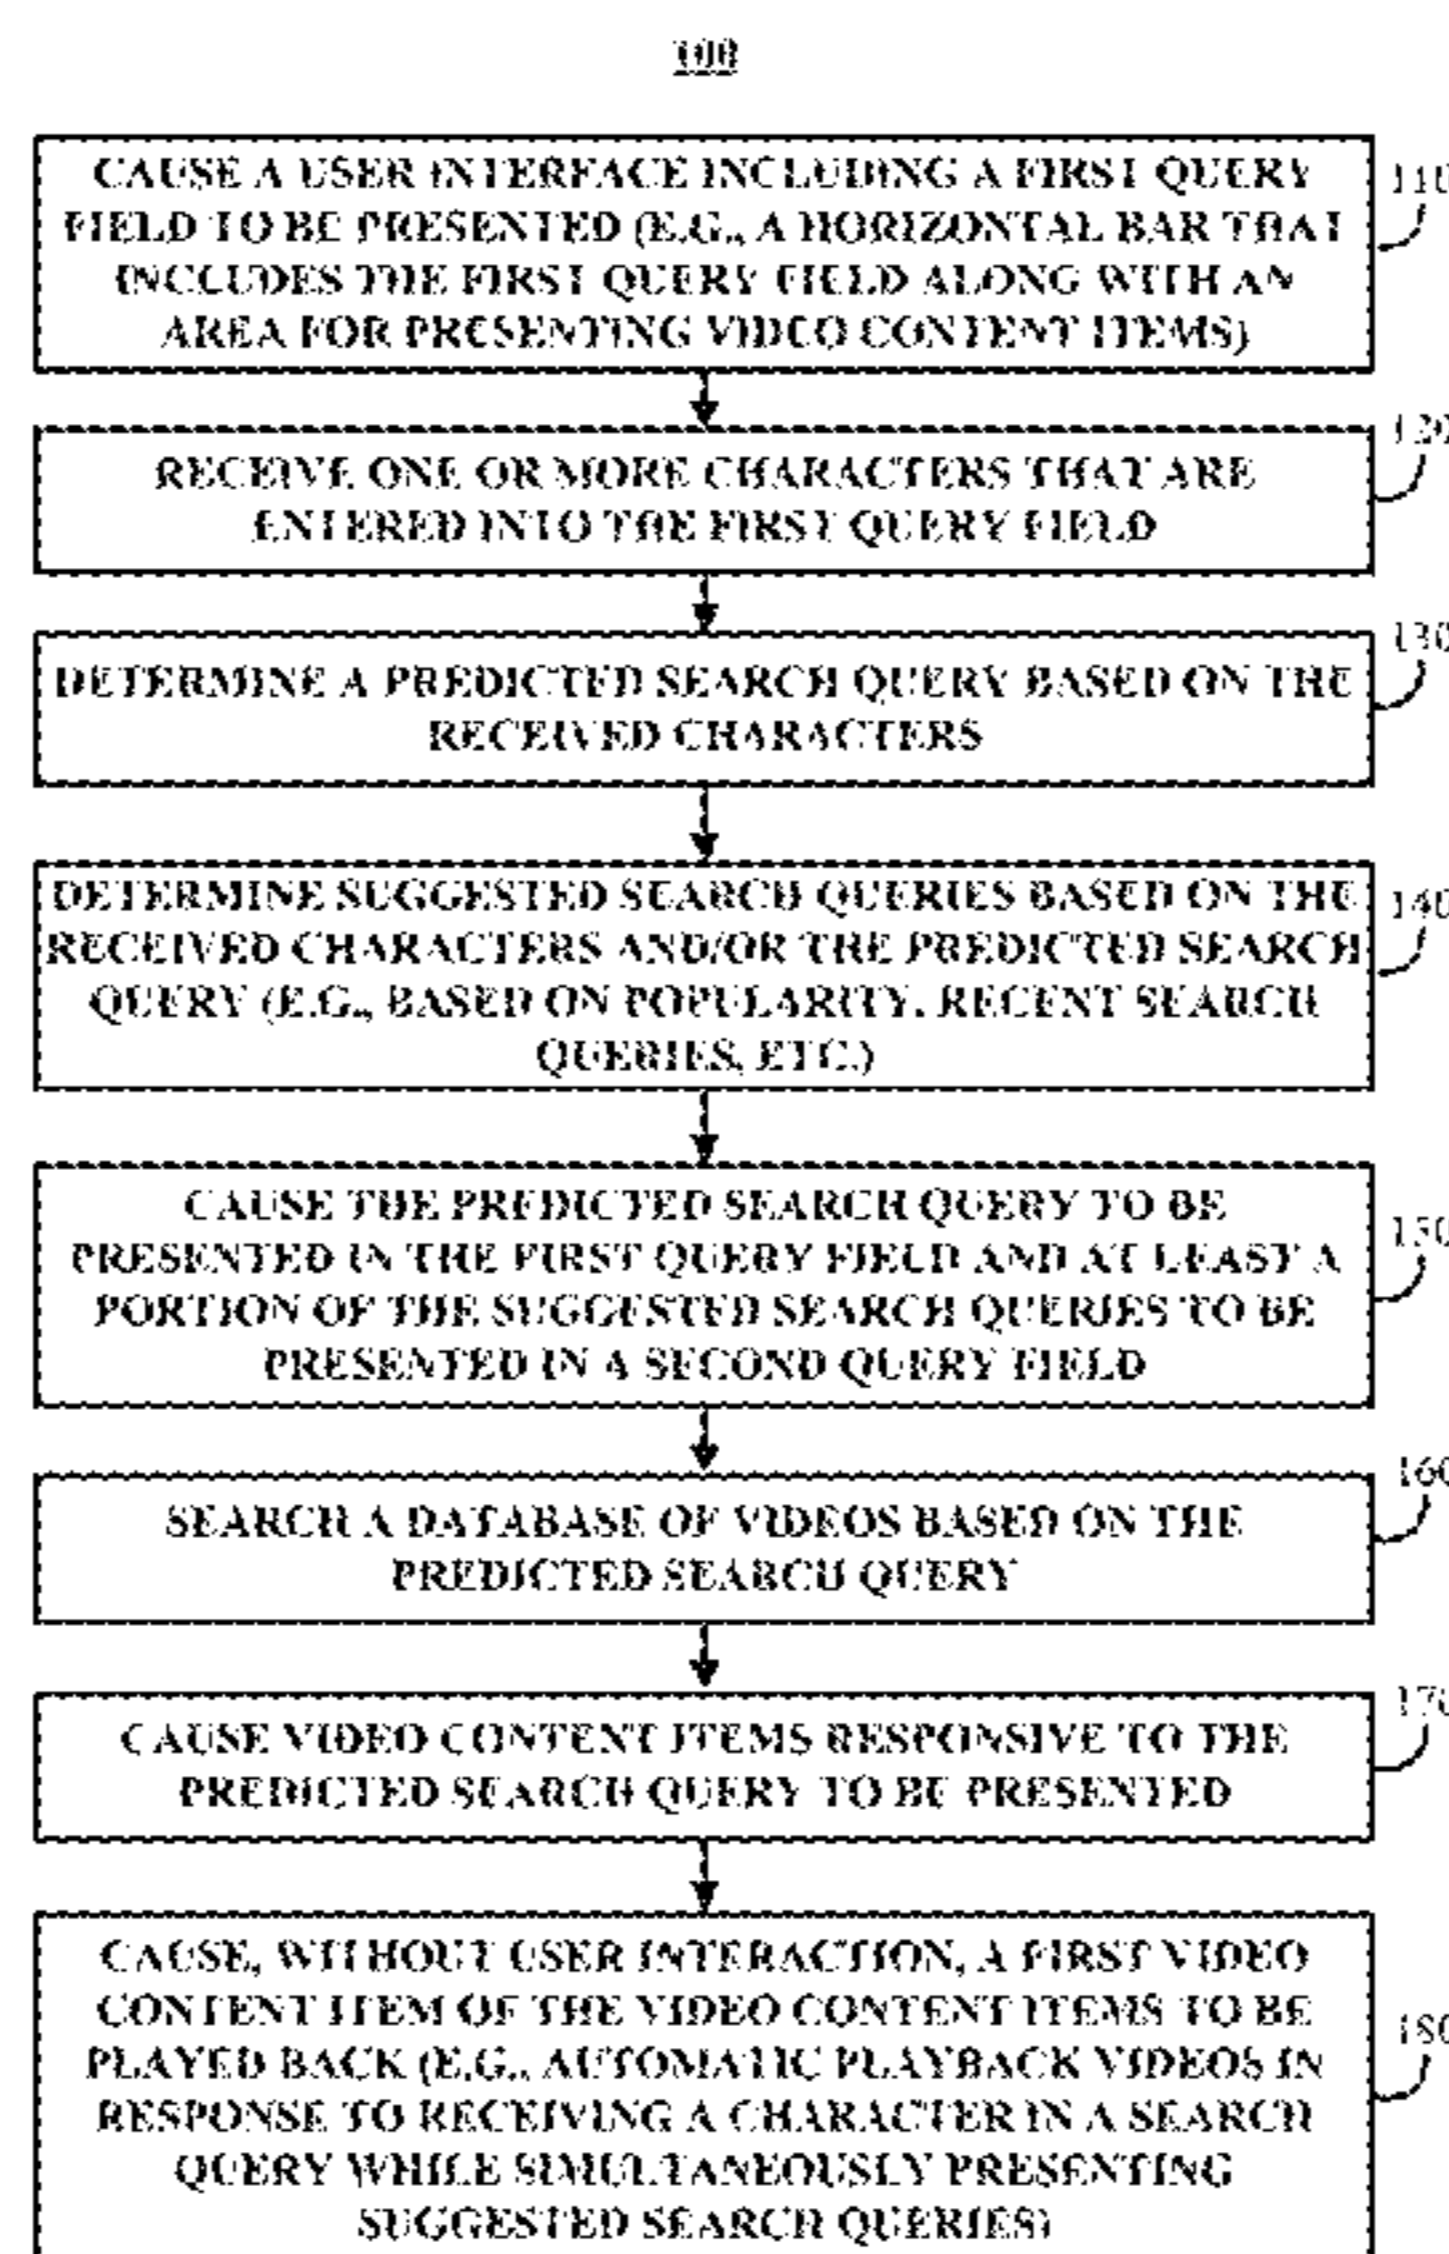 100
CAUSE A USER INTERFACE INCLUDING A FIRST QUERY
FIELD TO BE PRESENTED (E.G., A HORIZONTAL BAR THAT
INCLUDES THE FIRST QUERY FIELD ALONG WITH AN
AREA FOR PRESENTING VIDEO CONTENT ITEMS)
110
RECEIVE ONE OR MORE CHARACTERS THAT ARE
ENTERED INTO THE FIRST QUERY FIELD
120
DETERMINE A PREDICTED SEARCH QUERY BASED ON THE
RECEIVED CHARACTERS
130
DETERMINE SUGGESTED SEARCH QUERIES BASED ON THE
RECEIVED CHARACTERS AND/OR THE PREDICTED SEARCH
QUERY (E.G., BASED ON POPULARITY, RECENT SEARCH
QUERIES, ETC.)
140
CAUSE THE PREDICTED SEARCH QUERY TO BE
PRESENTED IN THE FIRST QUERY FIELD AND AT LEAST A
PORTION OF THE SUGGESTED SEARCH QUERIES TO BE
PRESENTED IN A SECOND QUERY FIELD
150
SEARCH A DATABASE OF VIDEOS BASED ON THE
PREDICTED SEARCH QUERY
160
CAUSE VIDEO CONTENT ITEMS RESPONSIVE TO THE
PREDICTED SEARCH QUERY TO BE PRESENTED
170
CAUSE, WITHOUT USER INTERACTION, A FIRST VIDEO
CONTENT ITEM OF THE VIDEO CONTENT ITEMS TO BE
PLAYED BACK (E.G., AUTOMATIC PLAYBACK VIDEOS IN
RESPONSE TO RECEIVING A CHARACTER IN A SEARCH
QUERY WHILE SIMULTANEOUSLY PRESENTING
SUGGESTED SEARCH QUERIES)
180